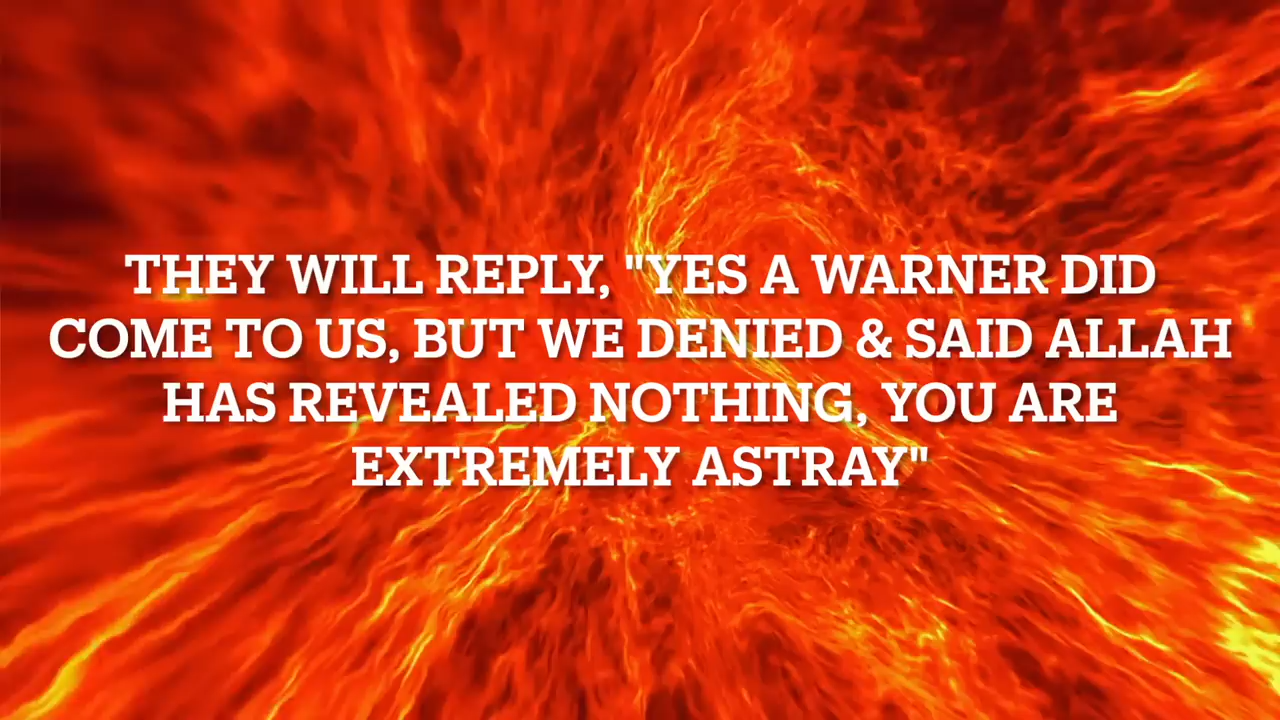 THEY WILL REPLY, "YES A WARNER DID
COME TO US, BUT WE DENIED & SAID ALLAH
HAS REVEALED NOTHING, YOU ARE
EXTREMELY ASTRAY"